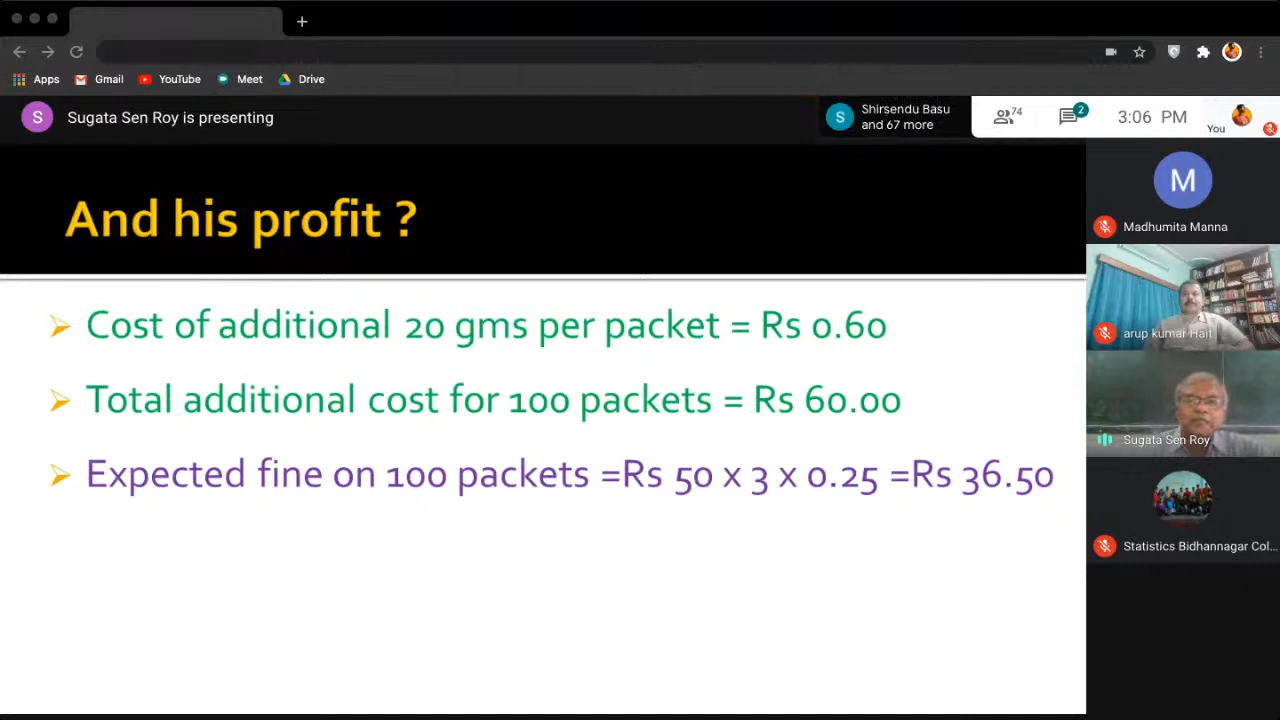 Apps Gmail YouTube Meet Drive
S Sugata Sen Roy is presenting
S Shirsendu Basu
and 67 more
74 2 3:06 PM
You
And his profit ?
Cost of additional 20 gms per packet = Rs 0.60
Total additional cost for 100 packets = Rs 60.00
Expected fine on 100 packets =Rs 50 x 3 x 0.25 =Rs 36.50
M
Madhumita Manna
arup kumar Hait
Sugata Sen Roy
Statistics Bidhannagar Col...